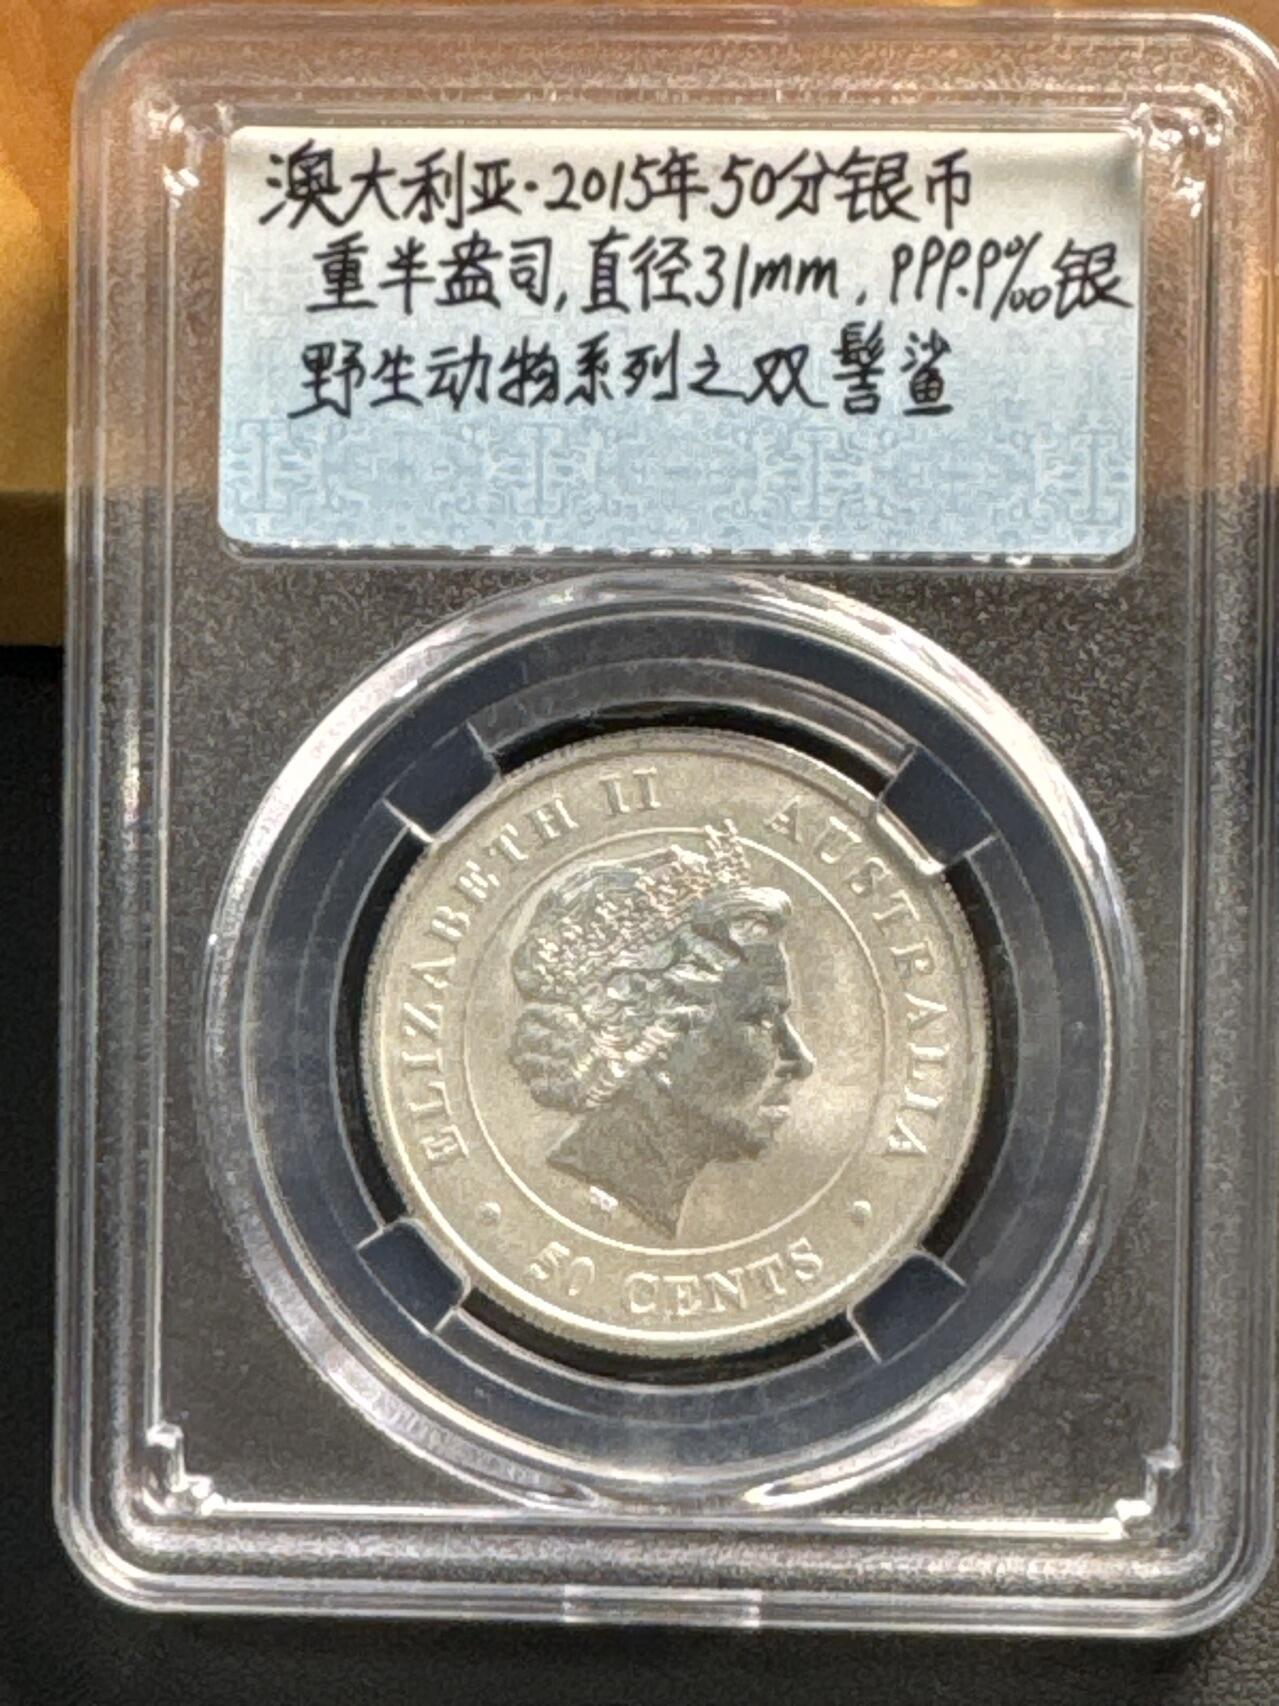 澳大利亚·2015年50分银币
重半盎司,直径31mm,999.9‰银
野生动物系列之双髻鲨
ELIZABETH II AUSTRALIA
50 CENTS